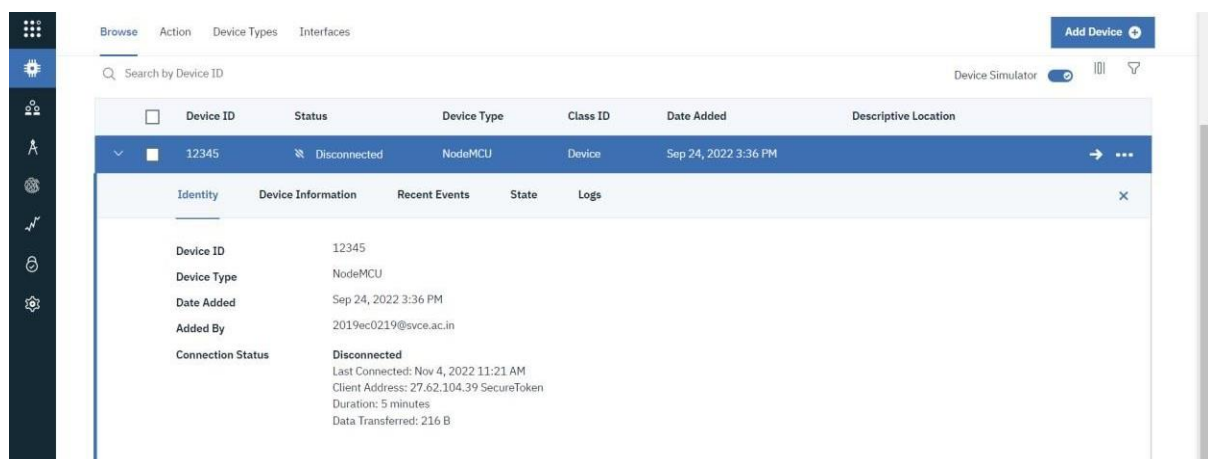 Browse Action Device Types Interfaces Add Device
Search by Device ID Device Simulator
Device ID Status Device Type Class ID Date Added Descriptive Location
12345 Disconnected NodeMCU Device Sep 24, 2022 3:36 PM
Identity Device Information Recent Events State Logs
Device ID 12345
Device Type NodeMCU
Date Added Sep 24, 2022 3:36 PM
Added By 2019ec0219@svce.ac.in
Connection Status Disconnected
Last Connected: Nov 4, 2022 11:21 AM
Client Address: 27.62.104.39 SecureToken
Duration: 5 minutes
Data Transferred: 216 B